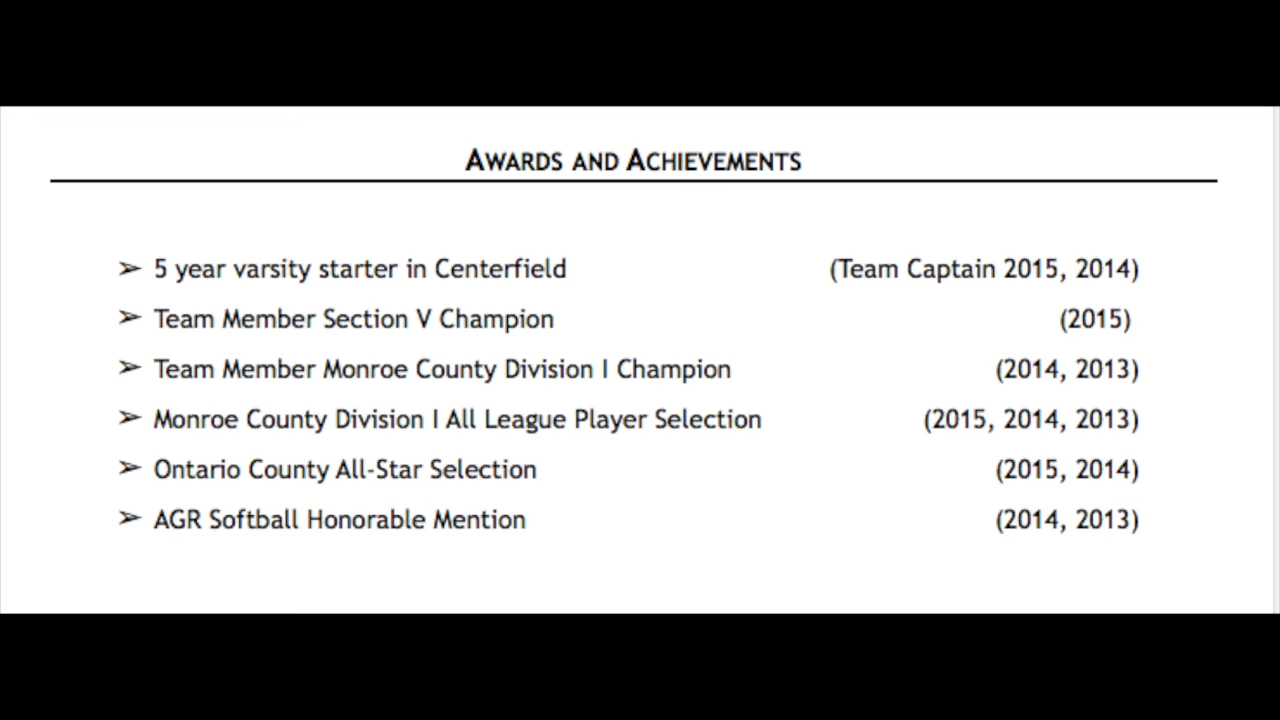 AWARDS AND ACHIEVEMENTS
➢ 5 year varsity starter in Centerfield (Team Captain 2015, 2014)
➢ Team Member Section V Champion (2015)
➢ Team Member Monroe County Division I Champion (2014, 2013)
➢ Monroe County Division I All League Player Selection (2015, 2014, 2013)
➢ Ontario County All-Star Selection (2015, 2014)
➢ AGR Softball Honorable Mention (2014, 2013)